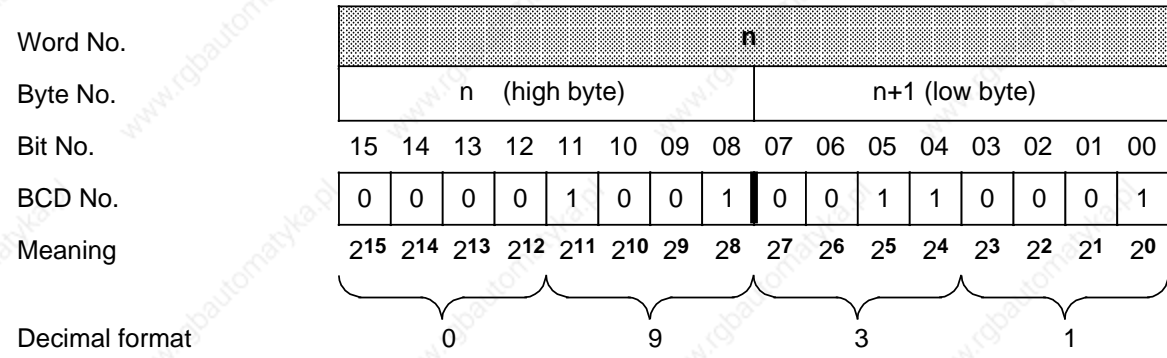 Word No. n
Byte No. n (high byte) n+1 (low byte)
Bit No. 15 14 13 12 11 10 09 08 07 06 05 04 03 02 01 00
BCD No. 0 0 0 0 1 0 0 1 0 0 1 1 0 0 0 1
Meaning 2¹⁵ 2¹⁴ 2¹³ 2¹² 2¹¹ 2¹⁰ 2⁹ 2⁸ 2⁷ 2⁶ 2⁵ 2⁴ 2³ 2² 2¹ 2⁰
Decimal format 0 9 3 1
www.rgbautomatyka.pl